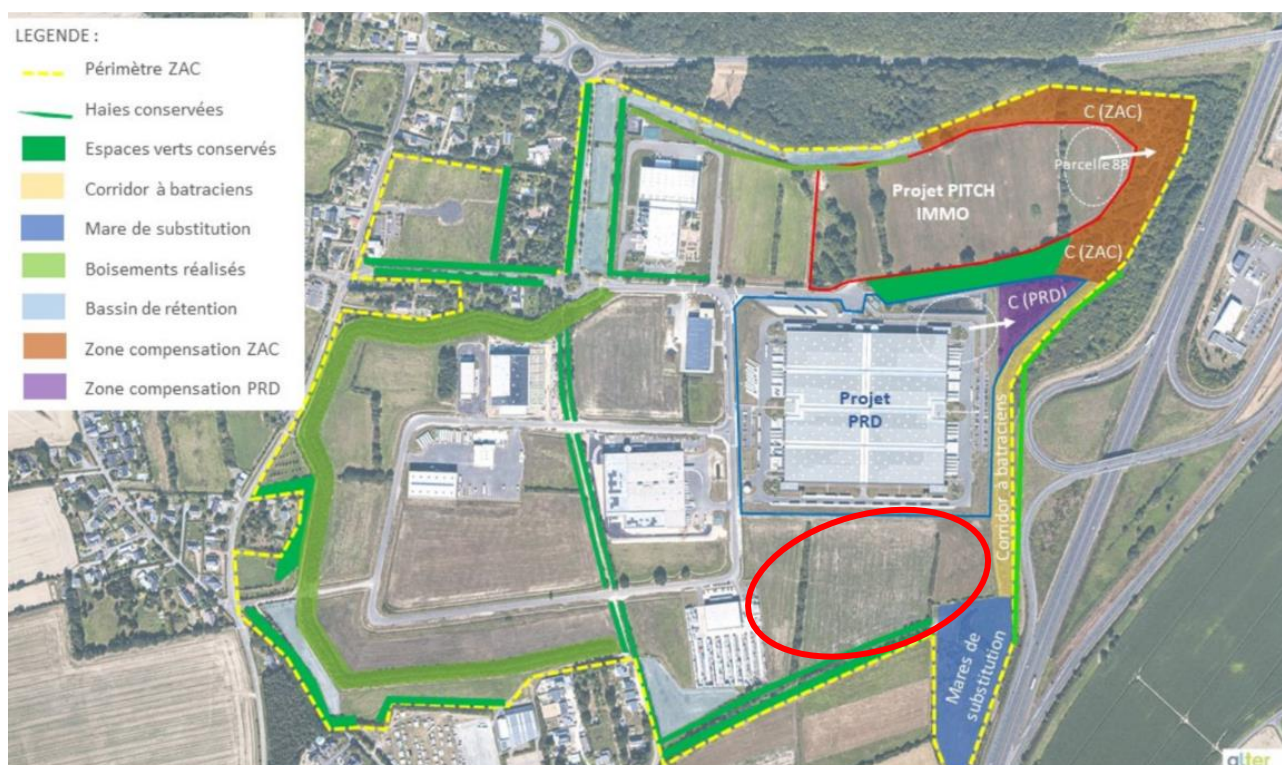 LEGENDE :
Périmètre ZAC
Haies conservées
Espaces verts conservés
Corridor à batraciens
Mare de substitution
Boisements réalisés
Bassin de rétention
Zone compensation ZAC
Zone compensation PRD
C (ZAC)
Parcelle 88
Projet PITCH
IMMO
C (ZAC)
C (PRD)
Projet
PRD
Corridor à batraciens
Mares de
substitution
alter